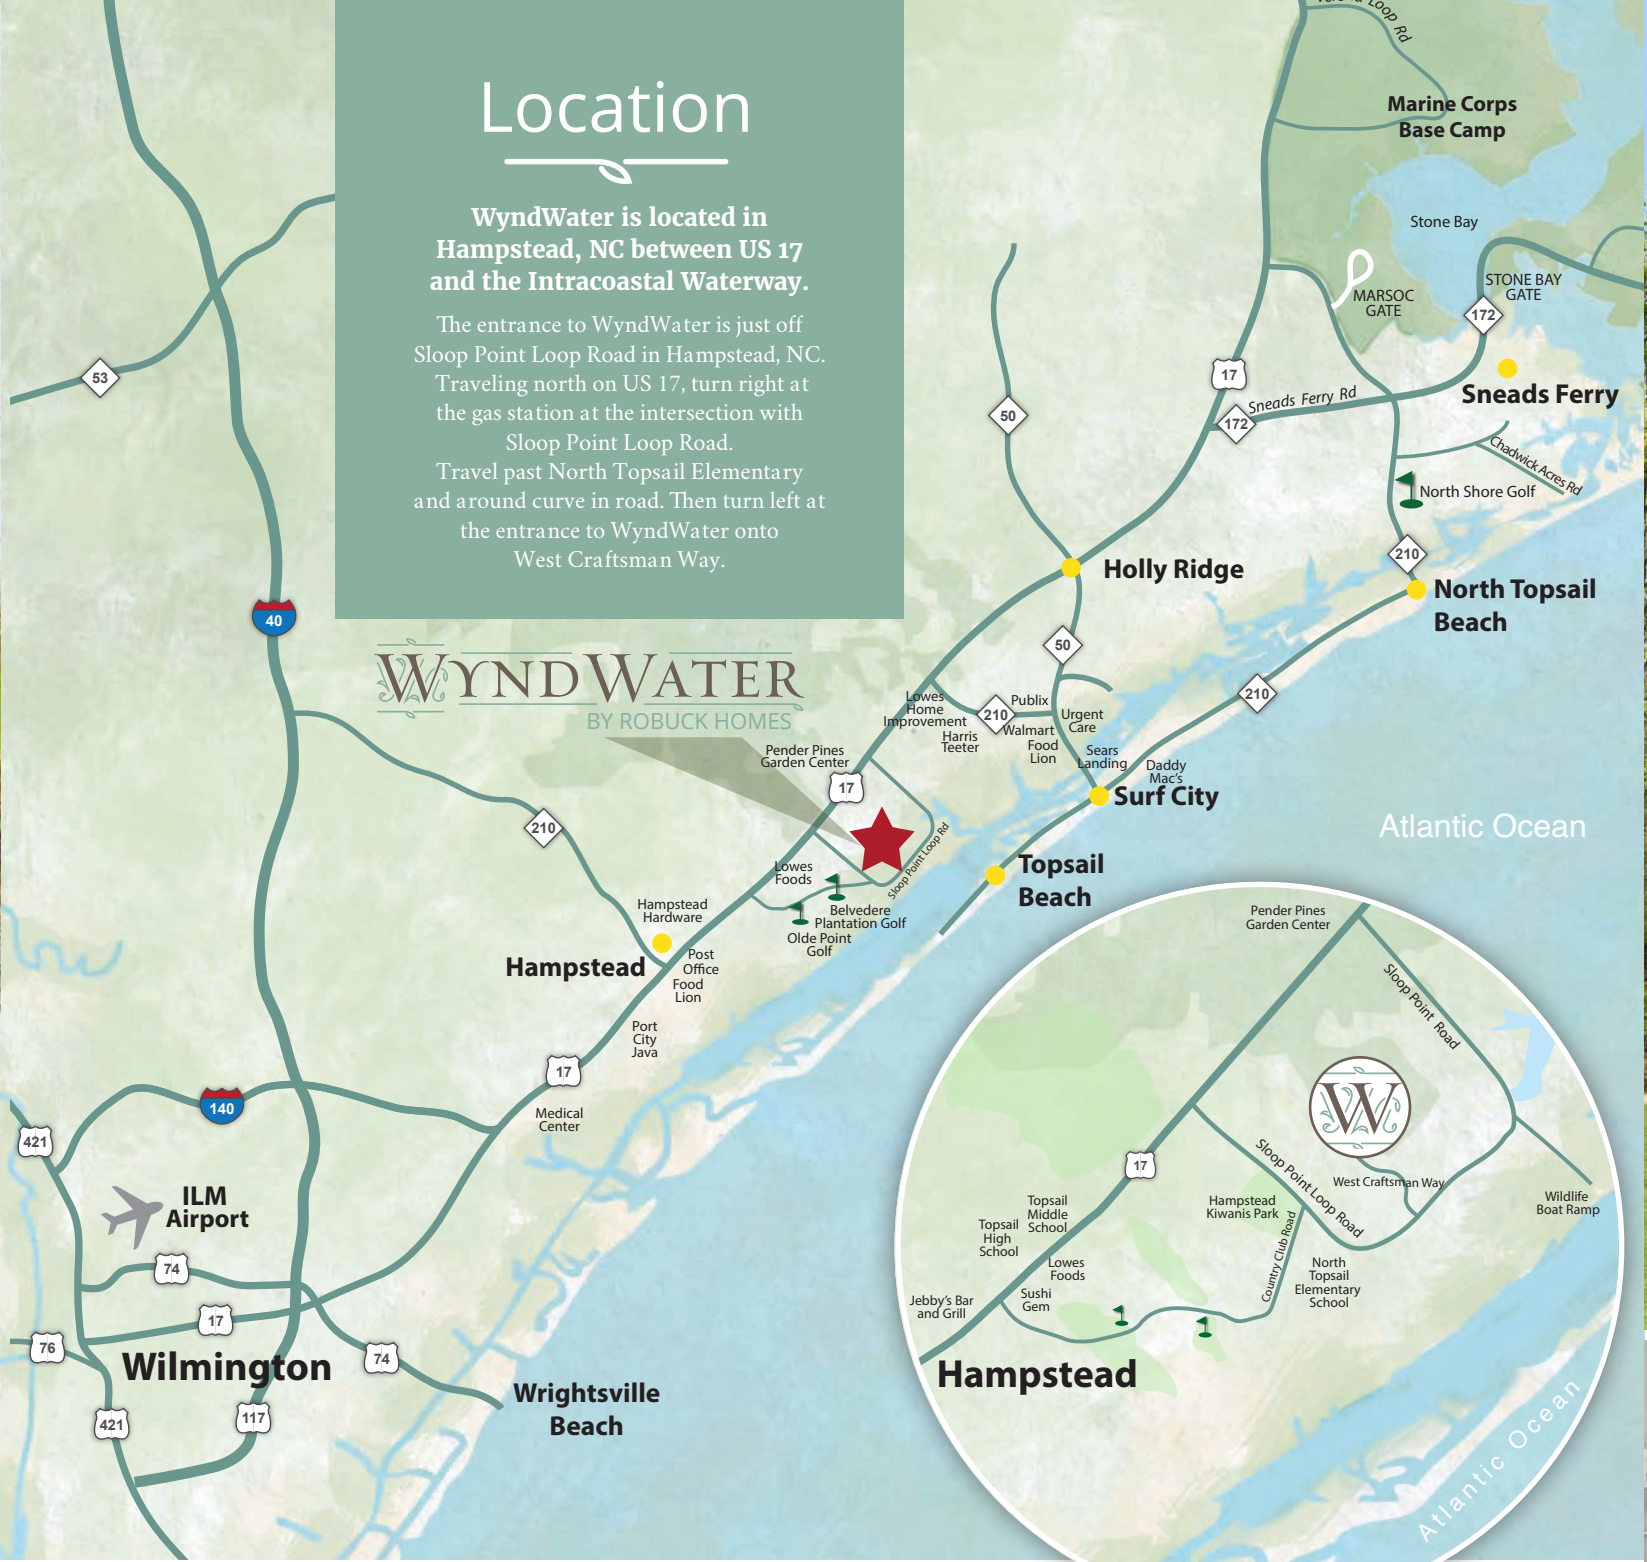 Location
WyndWater is located in
Hampstead, NC between US 17
and the Intracoastal Waterway.
The entrance to WyndWater is just off
Sloop Point Loop Road in Hampstead, NC.
Traveling north on US 17, turn right at
the gas station at the intersection with
Sloop Point Loop Road.
Travel past North Topsail Elementary
and around curve in road. Then turn left at
the entrance to WyndWater onto
West Craftsman Way.
Loop Rd
Marine Corps
Base Camp
Stone Bay
STONE BAY
GATE
MARSOC
GATE
172
17
53
Sneads Ferry
Sneads Ferry Rd
172
50
Chadwick Acres Rd
North Shore Golf
210
Holly Ridge
North Topsail
Beach
40
50
WYNDWATER
BY ROBUCK HOMES
210
Lowes
Home
Improvement
210
Publix
Urgent
Care
Harris
Teeter
Walmart
Food
Lion
Sears
Landing
Daddy
Mac's
Surf City
Pender Pines
Garden Center
17
210
Atlantic Ocean
Sloop Point Loop Rd
Lowes
Foods
Topsail
Beach
Belvedere
Plantation Golf
Olde Point
Golf
Hampstead
Hardware
Hampstead
Post
Office
Food
Lion
Port
City
Java
17
Medical
Center
140
421
ILM
Airport
74
17
76
Wilmington
74
421
117
Wrightsville
Beach
Pender Pines
Garden Center
Sloop Point Road
W
17
Sloop Point Loop Road
West Craftsman Way
Wildlife
Boat Ramp
Hampstead
Kiwanis Park
Topsail
Middle
School
Topsail
High
School
Country Club Road
Lowes
Foods
North
Topsail
Elementary
School
Sushi
Gem
Jebby's Bar
and Grill
Hampstead
Atlantic Ocean